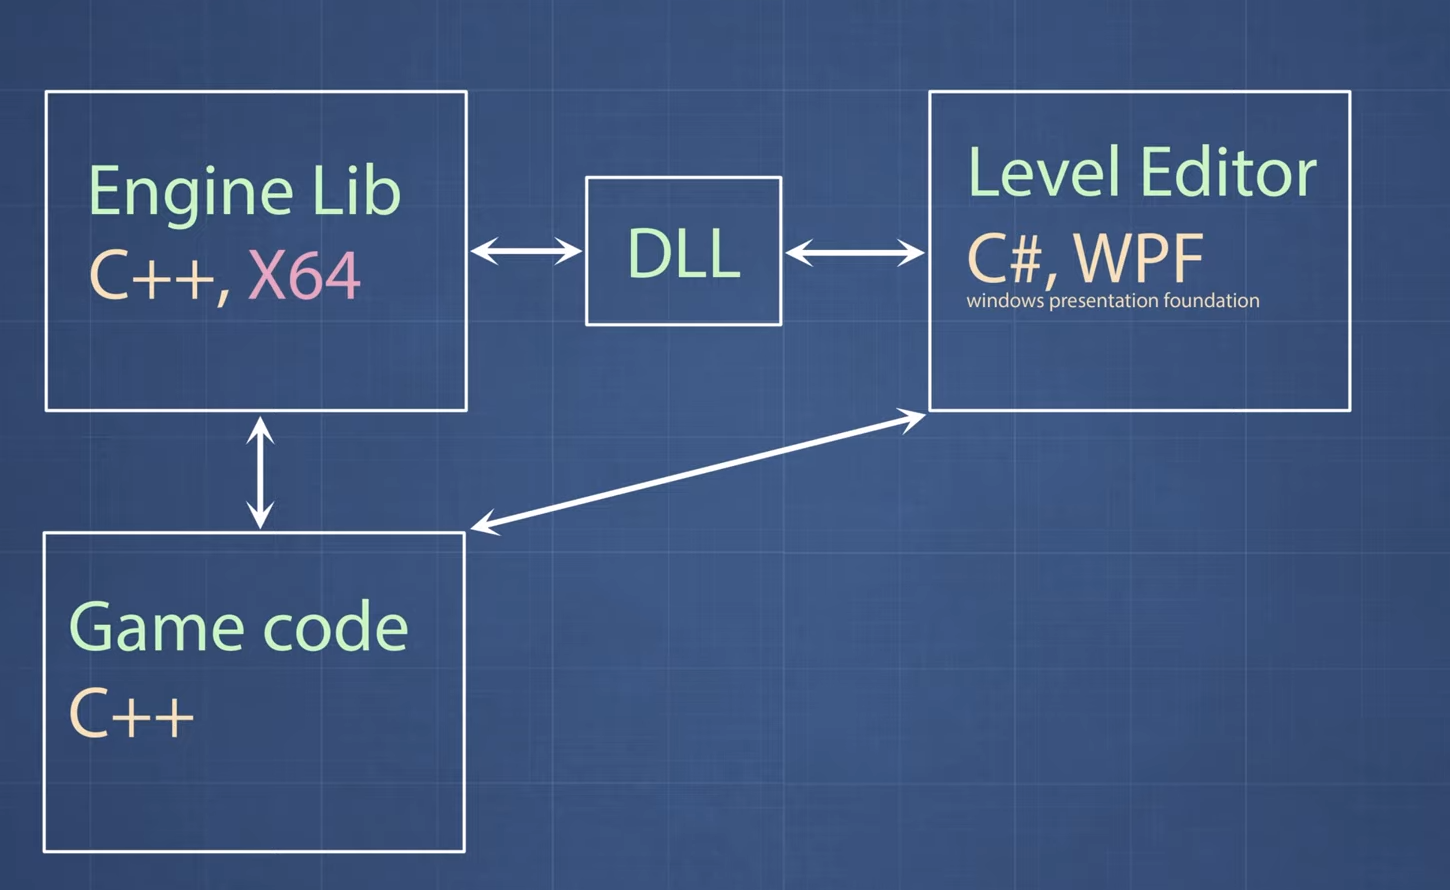 Engine Lib
C++, X64
DLL
Level Editor
C#, WPF
windows presentation foundation
Game code
C++